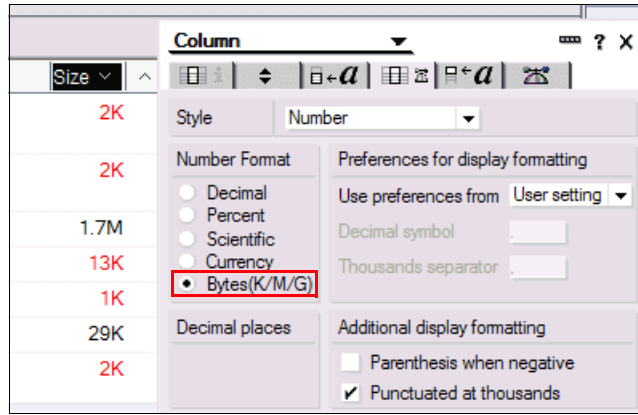 Column
? X
Size
2K
2K
1.7M
13K
1K
29K
2K
i
a
a
Style
Number
Number Format
Decimal
Percent
Scientific
Currency
Bytes(K/M/G)
Decimal places
Preferences for display formatting
Use preferences from User setting
Decimal symbol .
Thousands separator ,
Additional display formatting
Parenthesis when negative
Punctuated at thousands